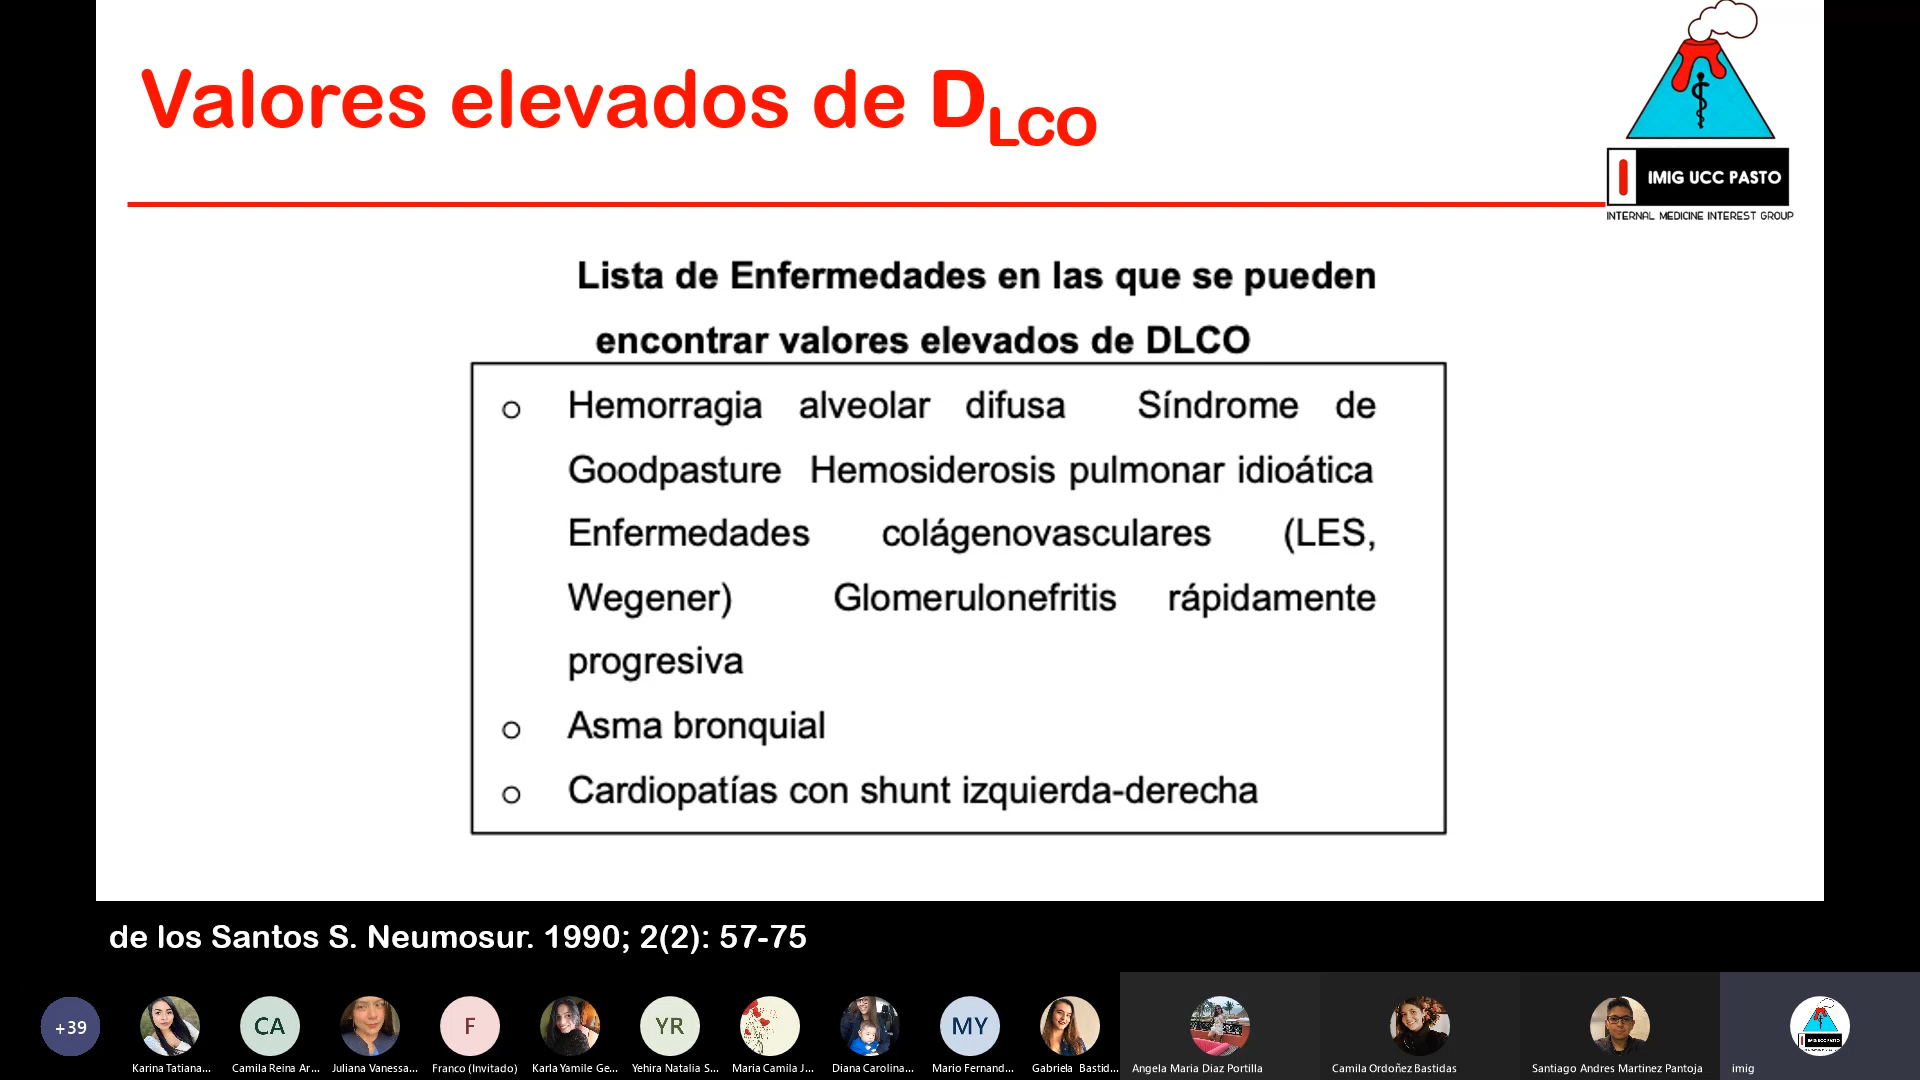 Valores elevados de DLCO
IMIG UCC PASTO
INTERNAL MEDICINE INTEREST GROUP
Lista de Enfermedades en las que se pueden
encontrar valores elevados de DLCO
o Hemorragia alveolar difusa Síndrome de
Goodpasture Hemosiderosis pulmonar idioática
Enfermedades colágenovasculares (LES,
Wegener) Glomerulonefritis rápidamente
progresiva
o Asma bronquial
o Cardiopatías con shunt izquierda-derecha
de los Santos S. Neumosur. 1990; 2(2): 57-75
+39
CA
F
YR
MY
Karina Tatiana...
Camila Reina Ar...
Juliana Vanessa...
Franco (Invitado)
Karla Yamile Ge...
Yehira Natalia S...
Maria Camila J...
Diana Carolina...
Mario Fernand...
Gabriela Bastid...
Angela Maria Diaz Portilla
Camila Ordoñez Bastidas
Santiago Andres Martinez Pantoja
imig